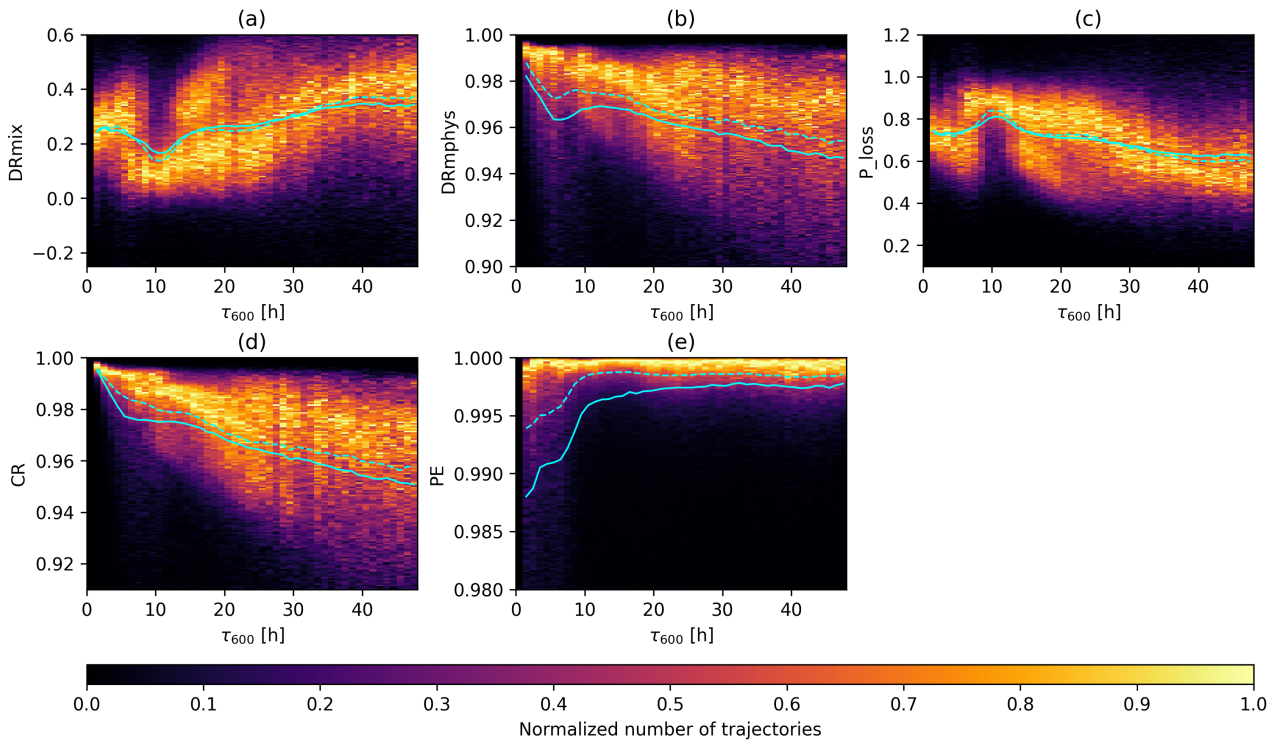 (a)
(b)
(c)
DRmix
0.6
0.4
0.2
0.0
−0.2
0 10 20 30 40
τ600 [h]
DRmphys
1.00
0.98
0.96
0.94
0.92
0.90
0 10 20 30 40
τ600 [h]
P_loss
1.2
1.0
0.8
0.6
0.4
0.2
0 10 20 30 40
τ600 [h]
(d)
(e)
CR
1.00
0.98
0.96
0.94
0.92
0 10 20 30 40
τ600 [h]
PE
1.000
0.995
0.990
0.985
0.980
0 10 20 30 40
τ600 [h]
0.0 0.1 0.2 0.3 0.4 0.5 0.6 0.7 0.8 0.9 1.0
Normalized number of trajectories